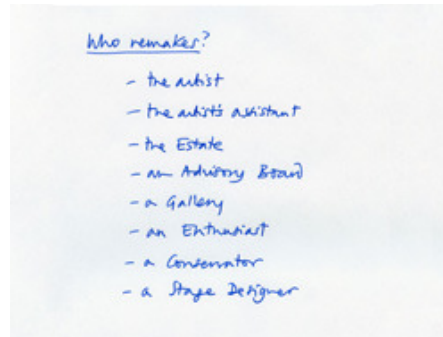 Who remakes?
- the artist
- the artist's assistant
- the Estate
- an Advisory Board
- a Gallery
- an Enthusiast
- a Conservator
- a Stage Designer